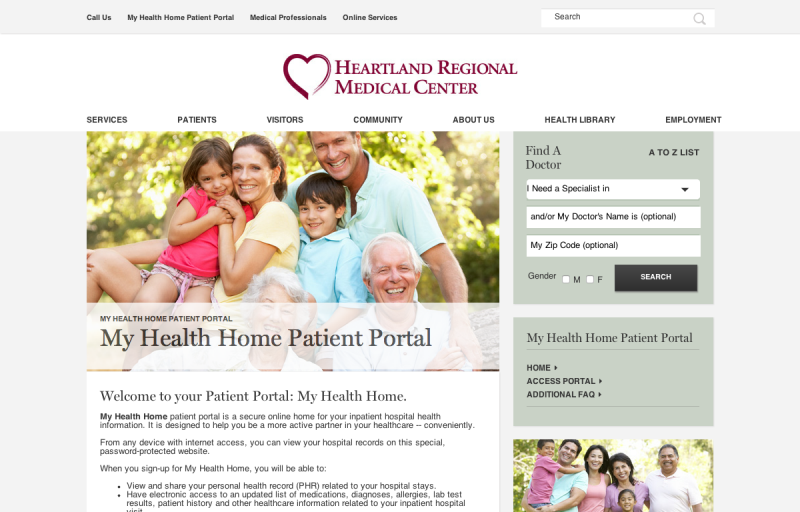 Call Us
My Health Home Patient Portal
Medical Professionals
Online Services
Search
HEARTLAND REGIONAL
MEDICAL CENTER
SERVICES
PATIENTS
VISITORS
COMMUNITY
ABOUT US
HEALTH LIBRARY
EMPLOYMENT
MY HEALTH HOME PATIENT PORTAL
My Health Home Patient Portal
Welcome to your Patient Portal: My Health Home.
My Health Home patient portal is a secure online home for your inpatient hospital health
information. It is designed to help you be a more active partner in your healthcare -- conveniently.
From any device with internet access, you can view your hospital records on this special,
password-protected website.
When you sign-up for My Health Home, you will be able to:
• View and share your personal health record (PHR) related to your hospital stays.
• Have electronic access to an updated list of medications, diagnoses, allergies, lab test
results, patient history and other healthcare information related to your inpatient hospital
visit.
Find A
Doctor
A TO Z LIST
I Need a Specialist in
and/or My Doctor's Name is (optional)
My Zip Code (optional)
Gender M F
SEARCH
My Health Home Patient Portal
HOME
ACCESS PORTAL
ADDITIONAL FAQ